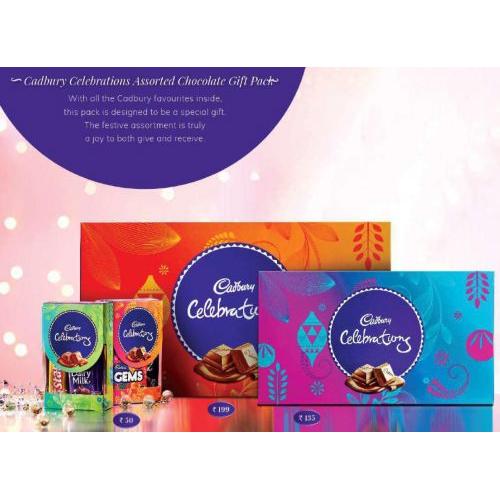 Cadbury Celebrations Assorted Chocolate Gift Pack
With all the Cadbury favourites inside,
this pack is designed to be a special gift.
The festive assortment is truly
a joy to both give and receive.
Cadbury
Celebrations
Cadbury
Celebrations
Cadbury
Celebrations
Cadbury
Dairy
Milk
Cadbury
Celebrations
GEMS
₹ 50
₹ 199
₹ 135